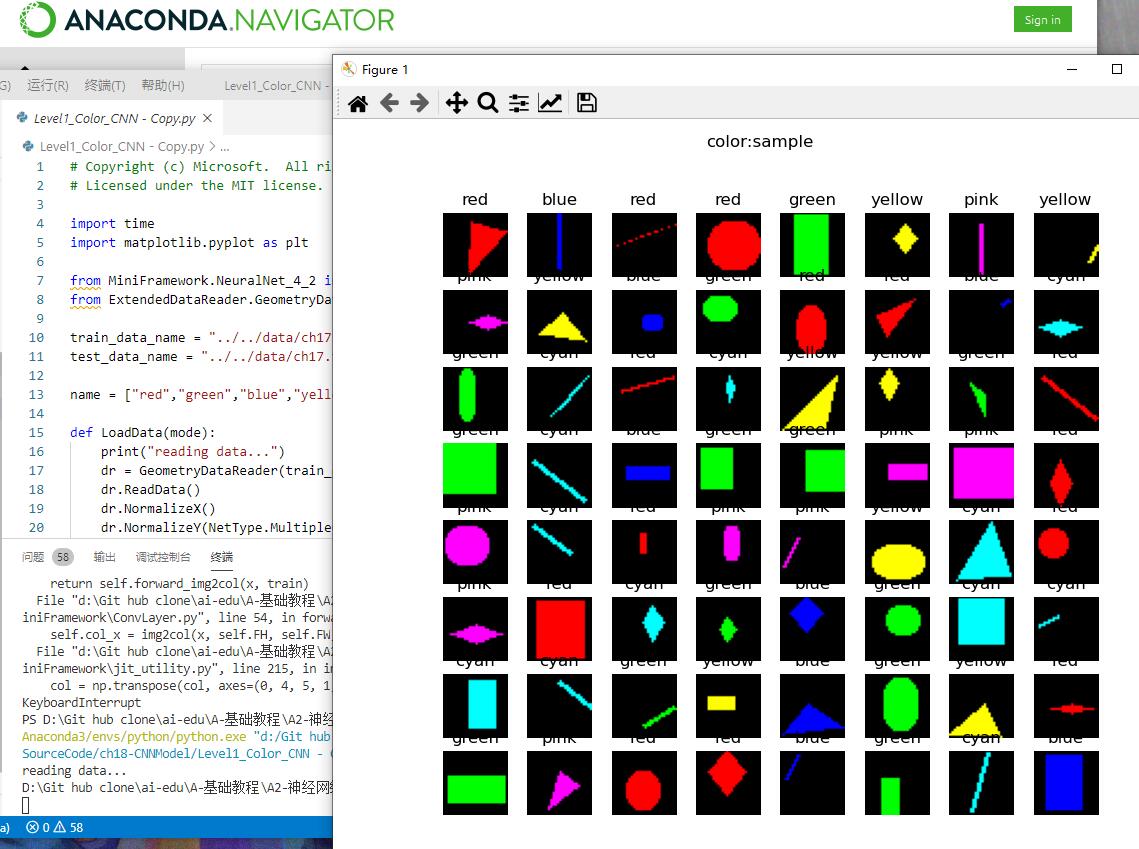 ANACONDA.NAVIGATOR
Sign in
Figure 1
G) 运行(R) 终端(T) 帮助(H) Level1_Color_CNN -
Level1_Color_CNN - Copy.py ×
Level1_Color_CNN - Copy.py > ...
1 # Copyright (c) Microsoft. All ri
2 # Licensed under the MIT license.
3
4 import time
5 import matplotlib.pyplot as plt
6
7 from MiniFramework.NeuralNet_4_2 i
8 from ExtendedDataReader.GeometryDa
9
10 train_data_name = "../../data/ch17
11 test_data_name = "../../data/ch17.
12
13 name = ["red","green","blue","yell
14
15 def LoadData(mode):
16 print("reading data...")
17 dr = GeometryDataReader(train_
18 dr.ReadData()
19 dr.NormalizeX()
20 dr.NormalizeY(NetType.Multiple
问题 58 输出 调试控制台 终端
return self.forward_img2col(x, train)
File "d:\Git hub clone\ai-edu\A-基础教程\A2
iniFramework\ConvLayer.py", line 54, in forwa
self.col_x = img2col(x, self.FH, self.FW,
File "d:\Git hub clone\ai-edu\A-基础教程\A2
iniFramework\jit_utility.py", line 215, in i
col = np.transpose(col, axes=(0, 4, 5, 1,
KeyboardInterrupt
PS D:\Git hub clone\ai-edu\A-基础教程\A2-神经
Anaconda3/envs/python/python.exe "d:/Git hub
SourceCode/ch18-CNNModel/Level1_Color_CNN - C
reading data...
D:\Git hub clone\ai-edu\A-基础教程\A2-神经网络
a) 0 58
color:sample
red blue red red green yellow pink yellow
pink yellow blue green red red blue cyan
green cyan red cyan yellow yellow green red
green cyan blue green green pink pink red
pink cyan red pink pink yellow cyan red
pink red cyan green blue green cyan cyan
cyan cyan green yellow blue green yellow red
green pink red red blue green cyan blue